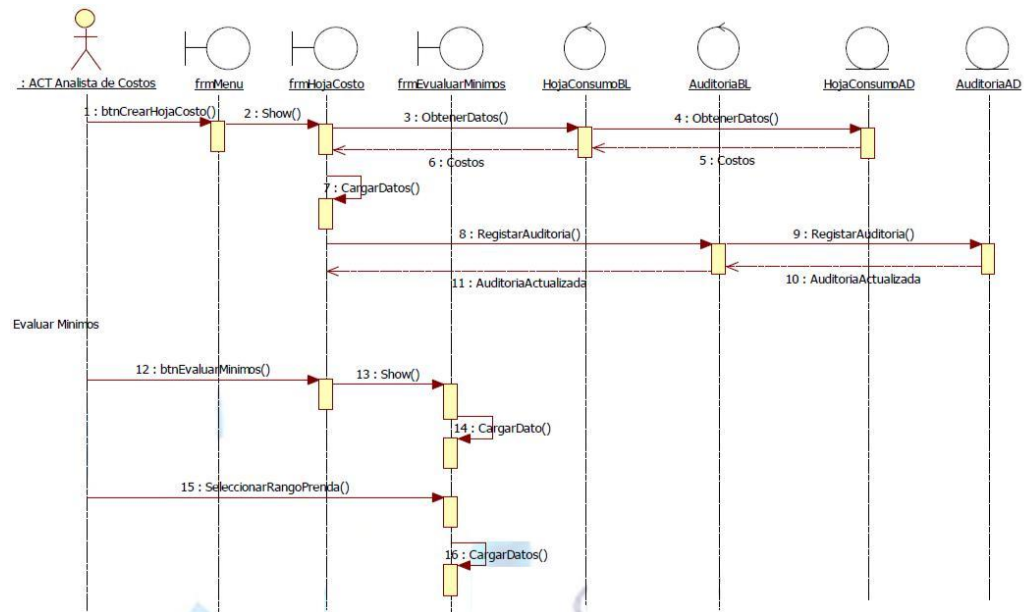 : ACT Analista de Costos
frmMenu
frmHojaCosto
frmEvualuarMinimos
HojaConsumoBL
AuditoriaBL
HojaConsumoAD
AuditoriaAD
1 : btnCrearHojaCosto()
2 : Show()
3 : ObtenerDatos()
4 : ObtenerDatos()
5 : Costos
6 : Costos
7 : CargarDatos()
8 : RegistarAuditoria()
9 : RegistarAuditoria()
10 : AuditoriaActualizada
11 : AuditoriaActualizada
Evaluar Minimos
12 : btnEvaluarMinimos()
13 : Show()
14 : CargarDato()
15 : SeleccionarRangoPrenda()
16 : CargarDatos()